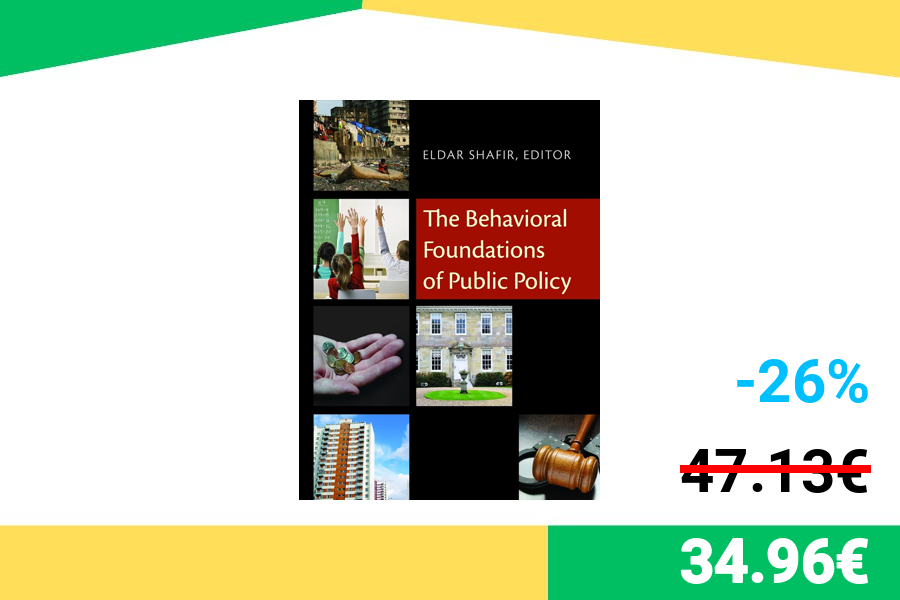 ELDAR SHAFIR, EDITOR
The Behavioral
Foundations
of Public Policy
-26%
47.13€
34.96€